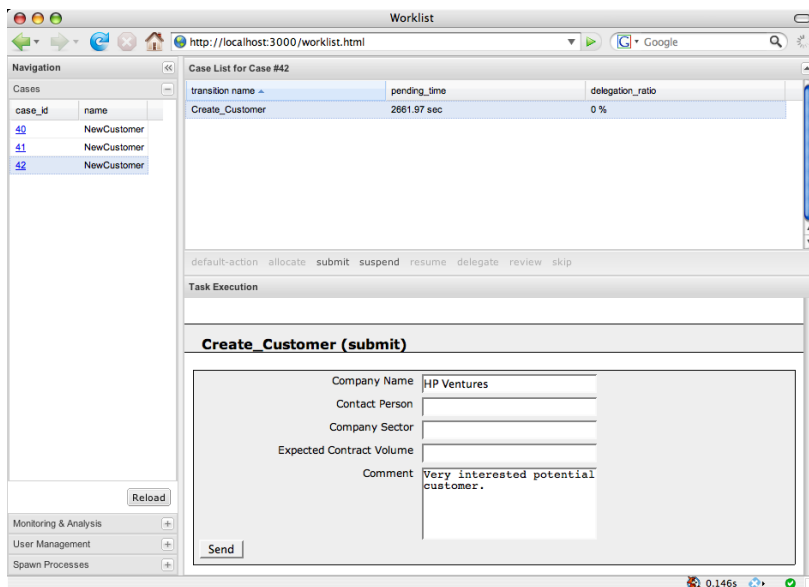 Worklist
http://localhost:3000/worklist.html
G Google
Navigation
Case List for Case #42
Cases
case_id name
40 NewCustomer
41 NewCustomer
42 NewCustomer
transition name pending_time delegation_ratio
Create_Customer 2661.97 sec 0 %
default-action allocate submit suspend resume delegate review skip
Task Execution
Create_Customer (submit)
Company Name HP Ventures
Contact Person
Company Sector
Expected Contract Volume
Comment Very interested potential
customer.
Send
Reload
Monitoring & Analysis
User Management
Spawn Processes
0.146s